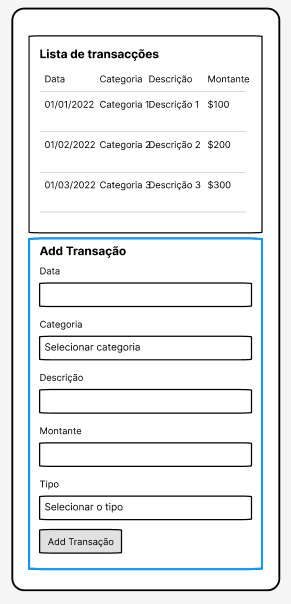 Lista de transacções
Data Categoria Descrição Montante
01/01/2022 Categoria 1 Descrição 1 $100
01/02/2022 Categoria 2 Descrição 2 $200
01/03/2022 Categoria 3 Descrição 3 $300
Add Transação
Data
Categoria
Selecionar categoria
Descrição
Montante
Tipo
Selecionar o tipo
Add Transação